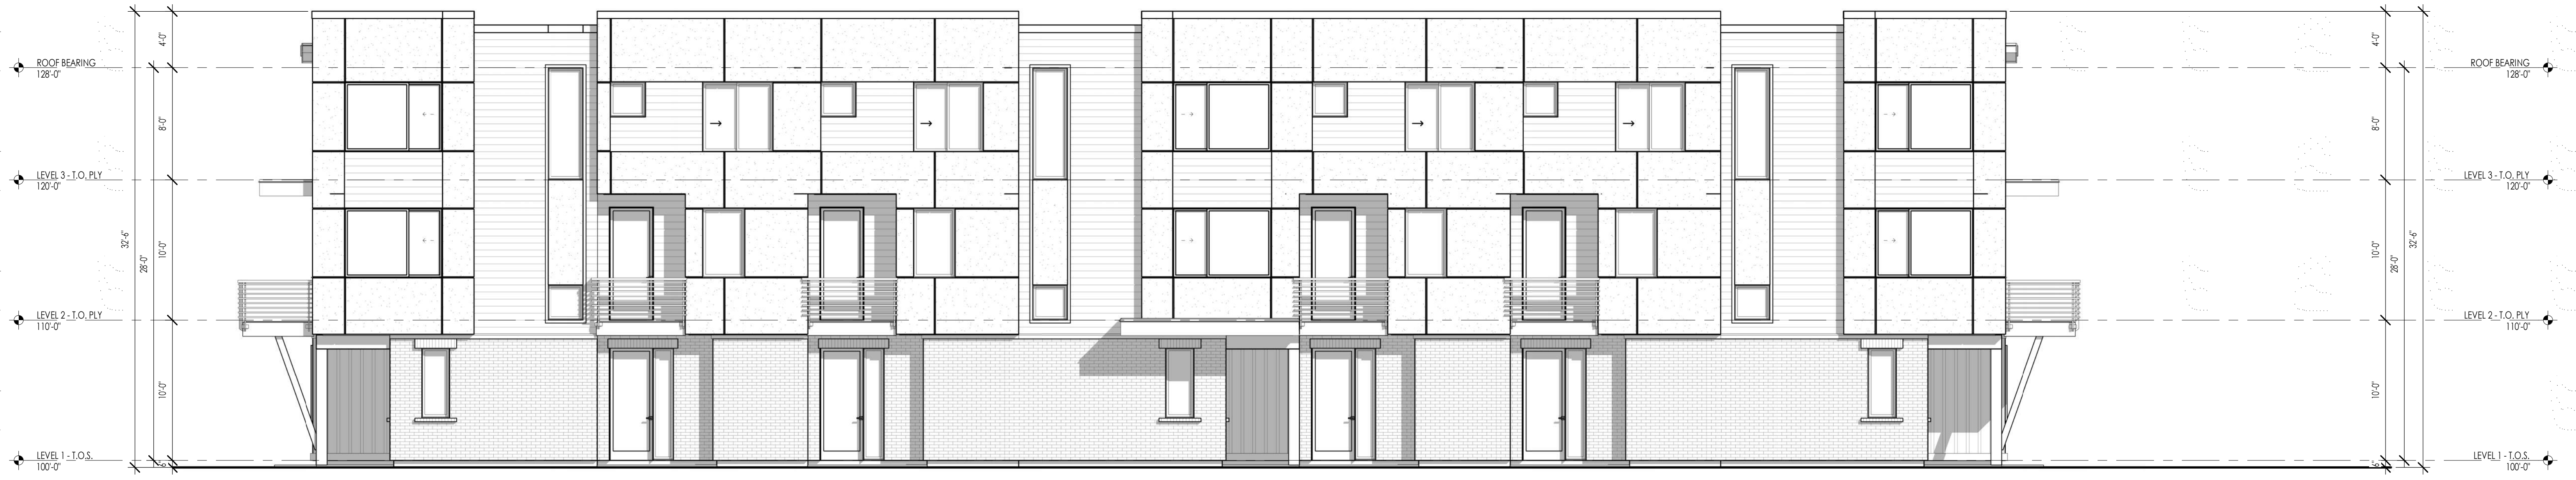 4'-0"
4'-0"
ROOF BEARING
128'-0"
ROOF BEARING
128'-0"
8'-0"
8'-0"
LEVEL 3 - T.O. PLY
120'-0"
LEVEL 3 - T.O. PLY
120'-0"
32'-6"
28'-0"
10'-0"
10'-0"
28'-0"
32'-6"
LEVEL 2 - T.O. PLY
110'-0"
LEVEL 2 - T.O. PLY
110'-0"
10'-0"
10'-0"
LEVEL 1 - T.O.S.
100'-0"
LEVEL 1 - T.O.S.
100'-0"
6"
6"